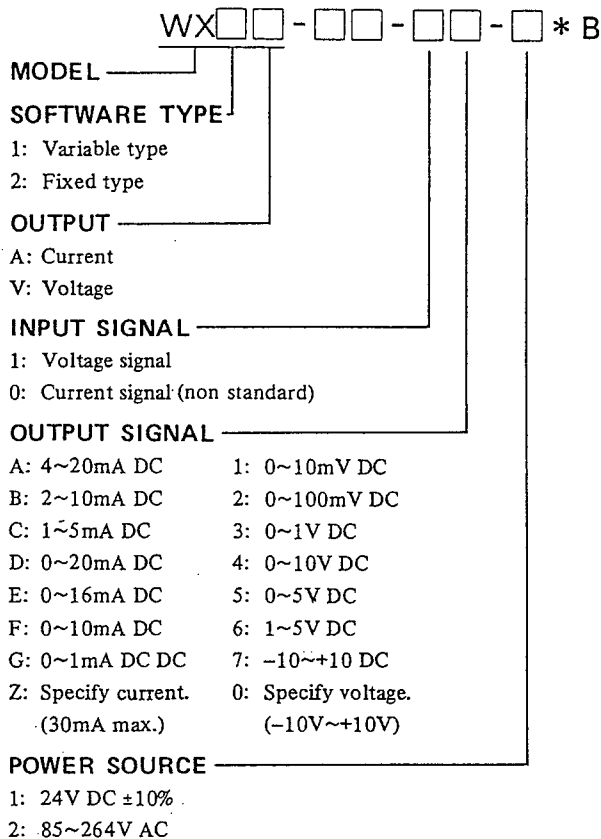 WX□□-□□-□□-□*B
MODEL
SOFTWARE TYPE
1: Variable type
2: Fixed type
OUTPUT
A: Current
V: Voltage
INPUT SIGNAL
1: Voltage signal
0: Current signal (non standard)
OUTPUT SIGNAL
A: 4~20mA DC 1: 0~10mV DC
B: 2~10mA DC 2: 0~100mV DC
C: 1~5mA DC 3: 0~1V DC
D: 0~20mA DC 4: 0~10V DC
E: 0~16mA DC 5: 0~5V DC
F: 0~10mA DC 6: 1~5V DC
G: 0~1mA DC DC 7: -10~+10 DC
Z: Specify current. 0: Specify voltage.
(30mA max.) (-10V~+10V)
POWER SOURCE
1: 24V DC ±10%
2: 85~264V AC